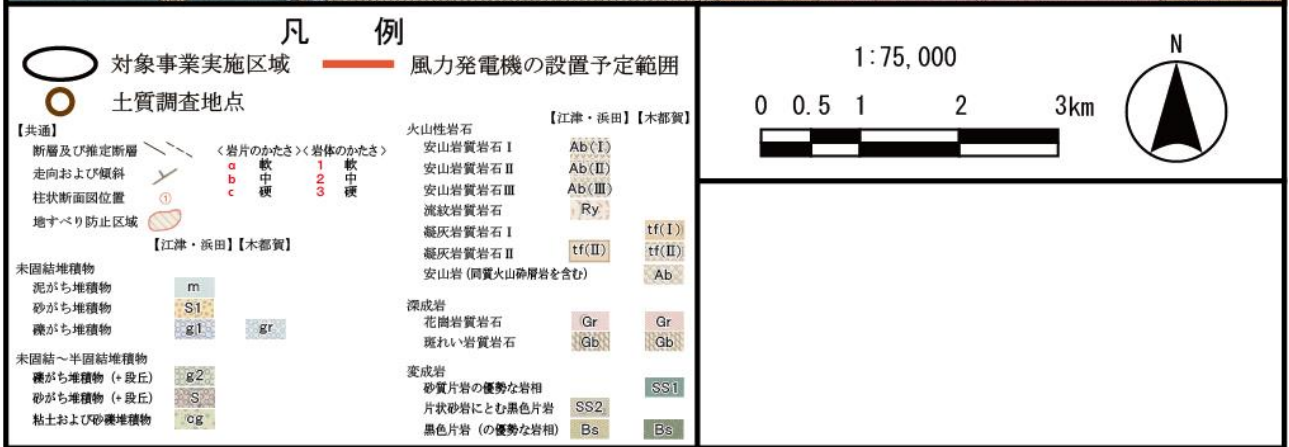 凡 例
対象事業実施区域 風力発電機の設置予定範囲
土質調査地点
【共通】
断層及び推定断層
走向および傾斜
柱状断面図位置 ①
地すべり防止区域
<岩片のかたさ><岩体のかたさ>
a 軟 1 軟
b 中 2 中
c 硬 3 硬
【江津・浜田】【木都賀】
未固結堆積物
泥がち堆積物 m
砂がち堆積物 S1
礫がち堆積物 g1 gr
未固結~半固結堆積物
礫がち堆積物 (+段丘) g2
砂がち堆積物 (+段丘) S
粘土および砂礫堆積物 cg
【江津・浜田】【木都賀】
火山性岩石
安山岩質岩石Ⅰ Ab(Ⅰ)
安山岩質岩石Ⅱ Ab(Ⅱ)
安山岩質岩石Ⅲ Ab(Ⅲ)
流紋岩質岩石 Ry
凝灰岩質岩石Ⅰ tf(Ⅰ)
凝灰岩質岩石Ⅱ tf(Ⅱ) tf(Ⅱ)
安山岩(同質火山砕屑岩を含む) Ab
深成岩
花崗岩質岩石 Gr Gr
斑れい岩質岩石 Gb Gb
変成岩
砂質片岩の優勢な岩相 SS1
片状砂岩にとむ黒色片岩 SS2
黒色片岩 (の優勢な岩相) Bs Bs
1:75,000
0 0.5 1 2 3km
N